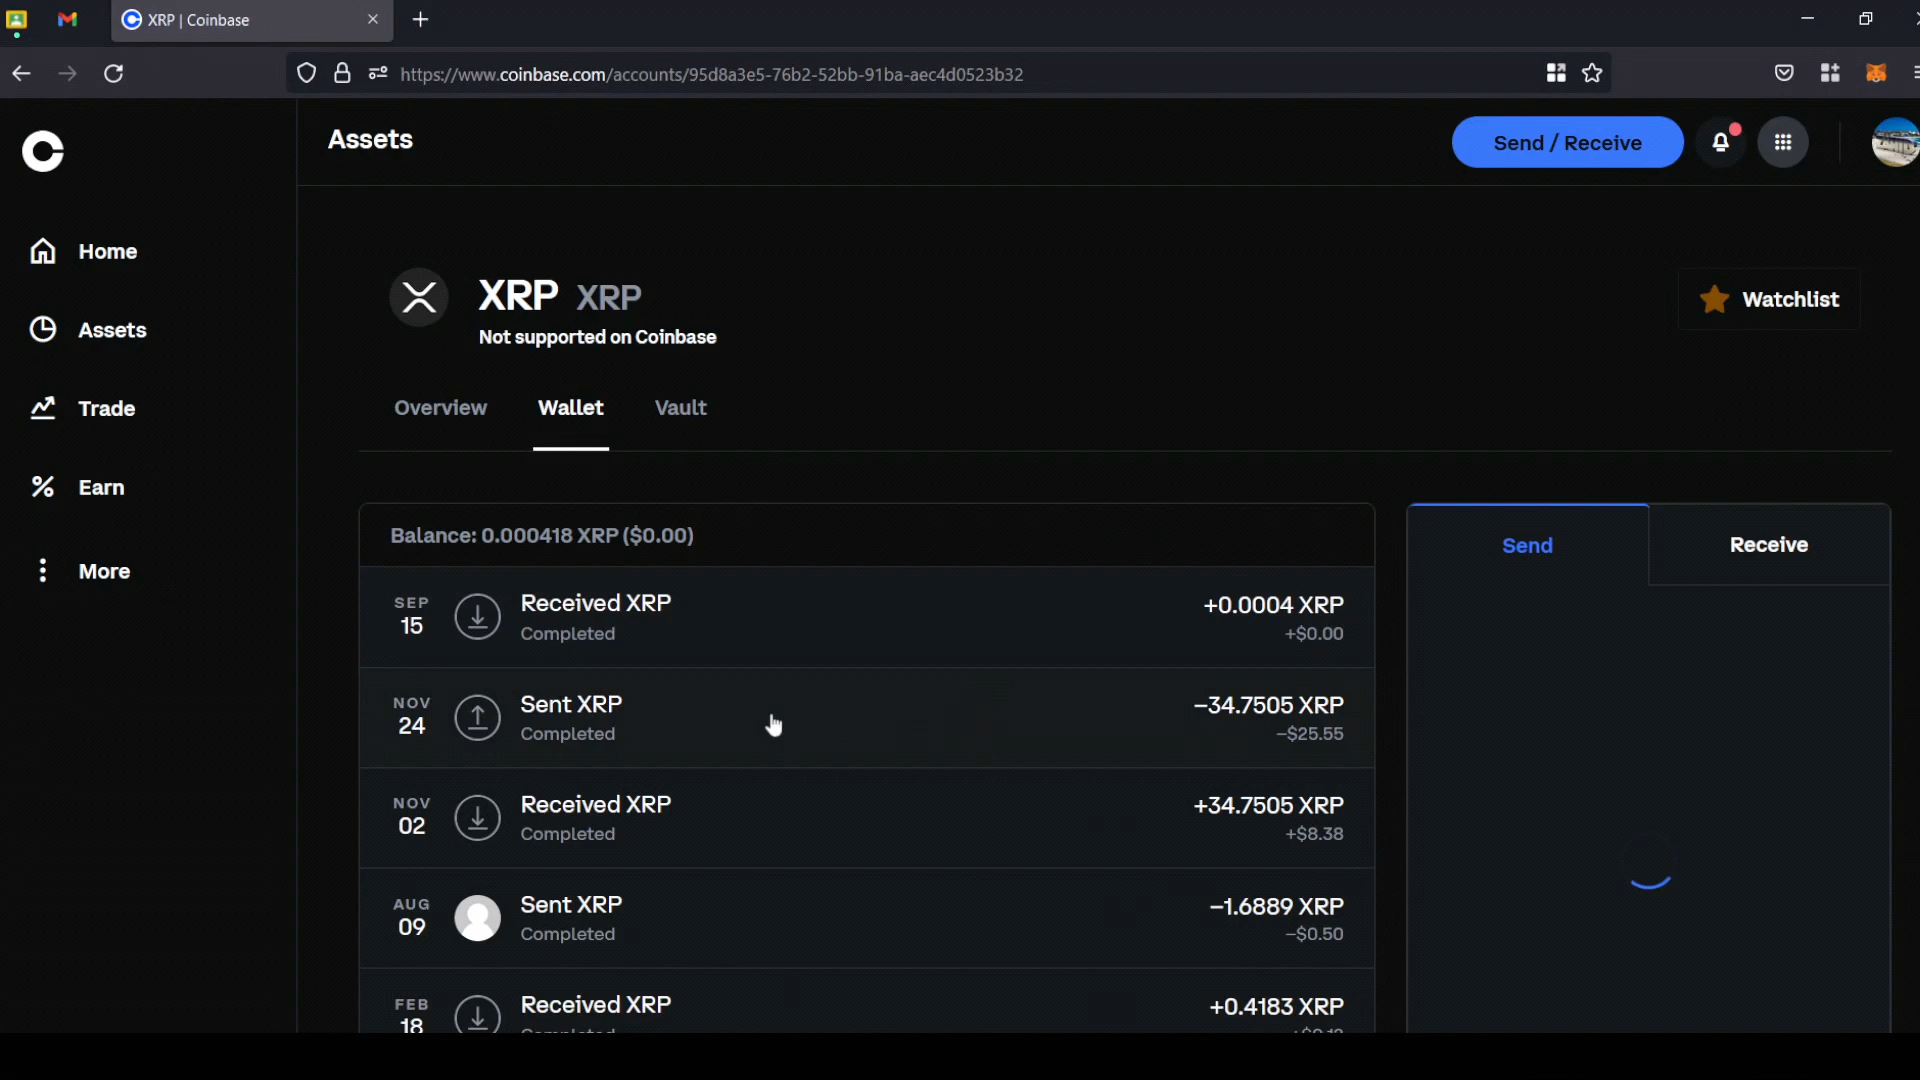 XRP | Coinbase
https://www.coinbase.com/accounts/95d8a3e5-76b2-52bb-91ba-aec4d0523b32
Assets
Send / Receive
Home
Assets
Trade
Earn
More
XRP XRP
Not supported on Coinbase
Watchlist
Overview Wallet Vault
Balance: 0.000418 XRP ($0.00)
SEP 15
Received XRP
Completed
+0.0004 XRP
+$0.00
NOV 24
Sent XRP
Completed
−34.7505 XRP
−$25.55
NOV 02
Received XRP
Completed
+34.7505 XRP
+$8.38
AUG 09
Sent XRP
Completed
−1.6889 XRP
−$0.50
FEB 18
Received XRP
+0.4183 XRP
Send
Receive